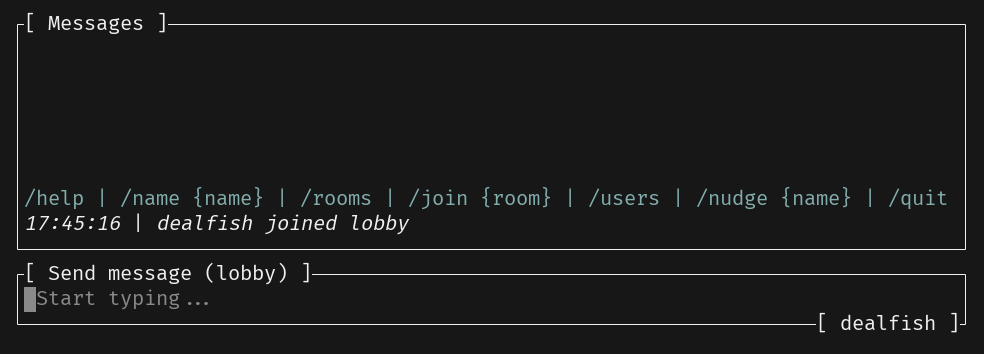 [ Messages ]
/help | /name {name} | /rooms | /join {room} | /users | /nudge {name} | /quit
17:45:16 | dealfish joined lobby
[ Send message (lobby) ]
Start typing...
[ dealfish ]